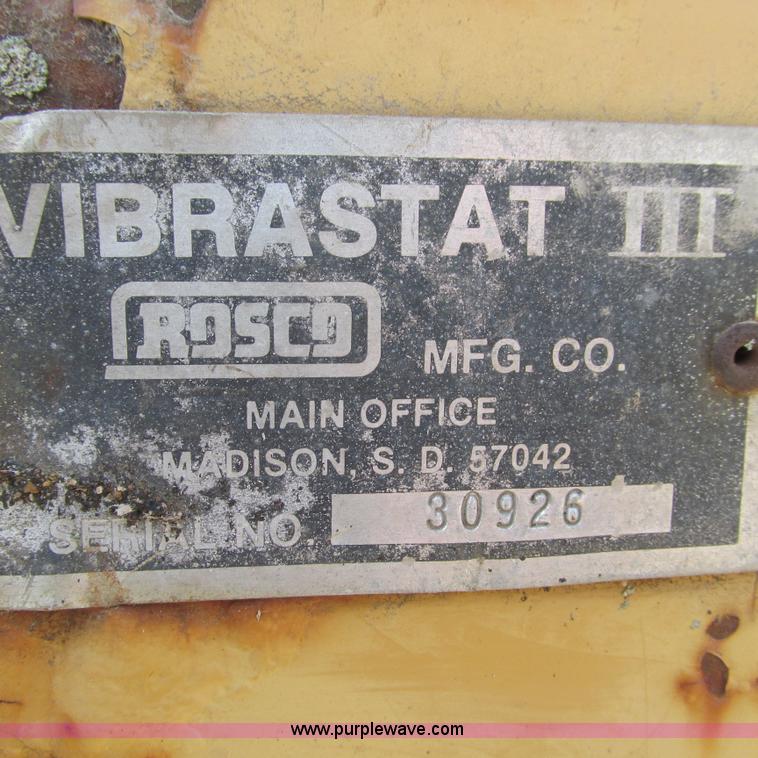 VIBRASTAT III
ROSCO MFG. CO.
MAIN OFFICE
MADISON, S. D. 57042
SERIAL NO. 30926
www.purplewave.com